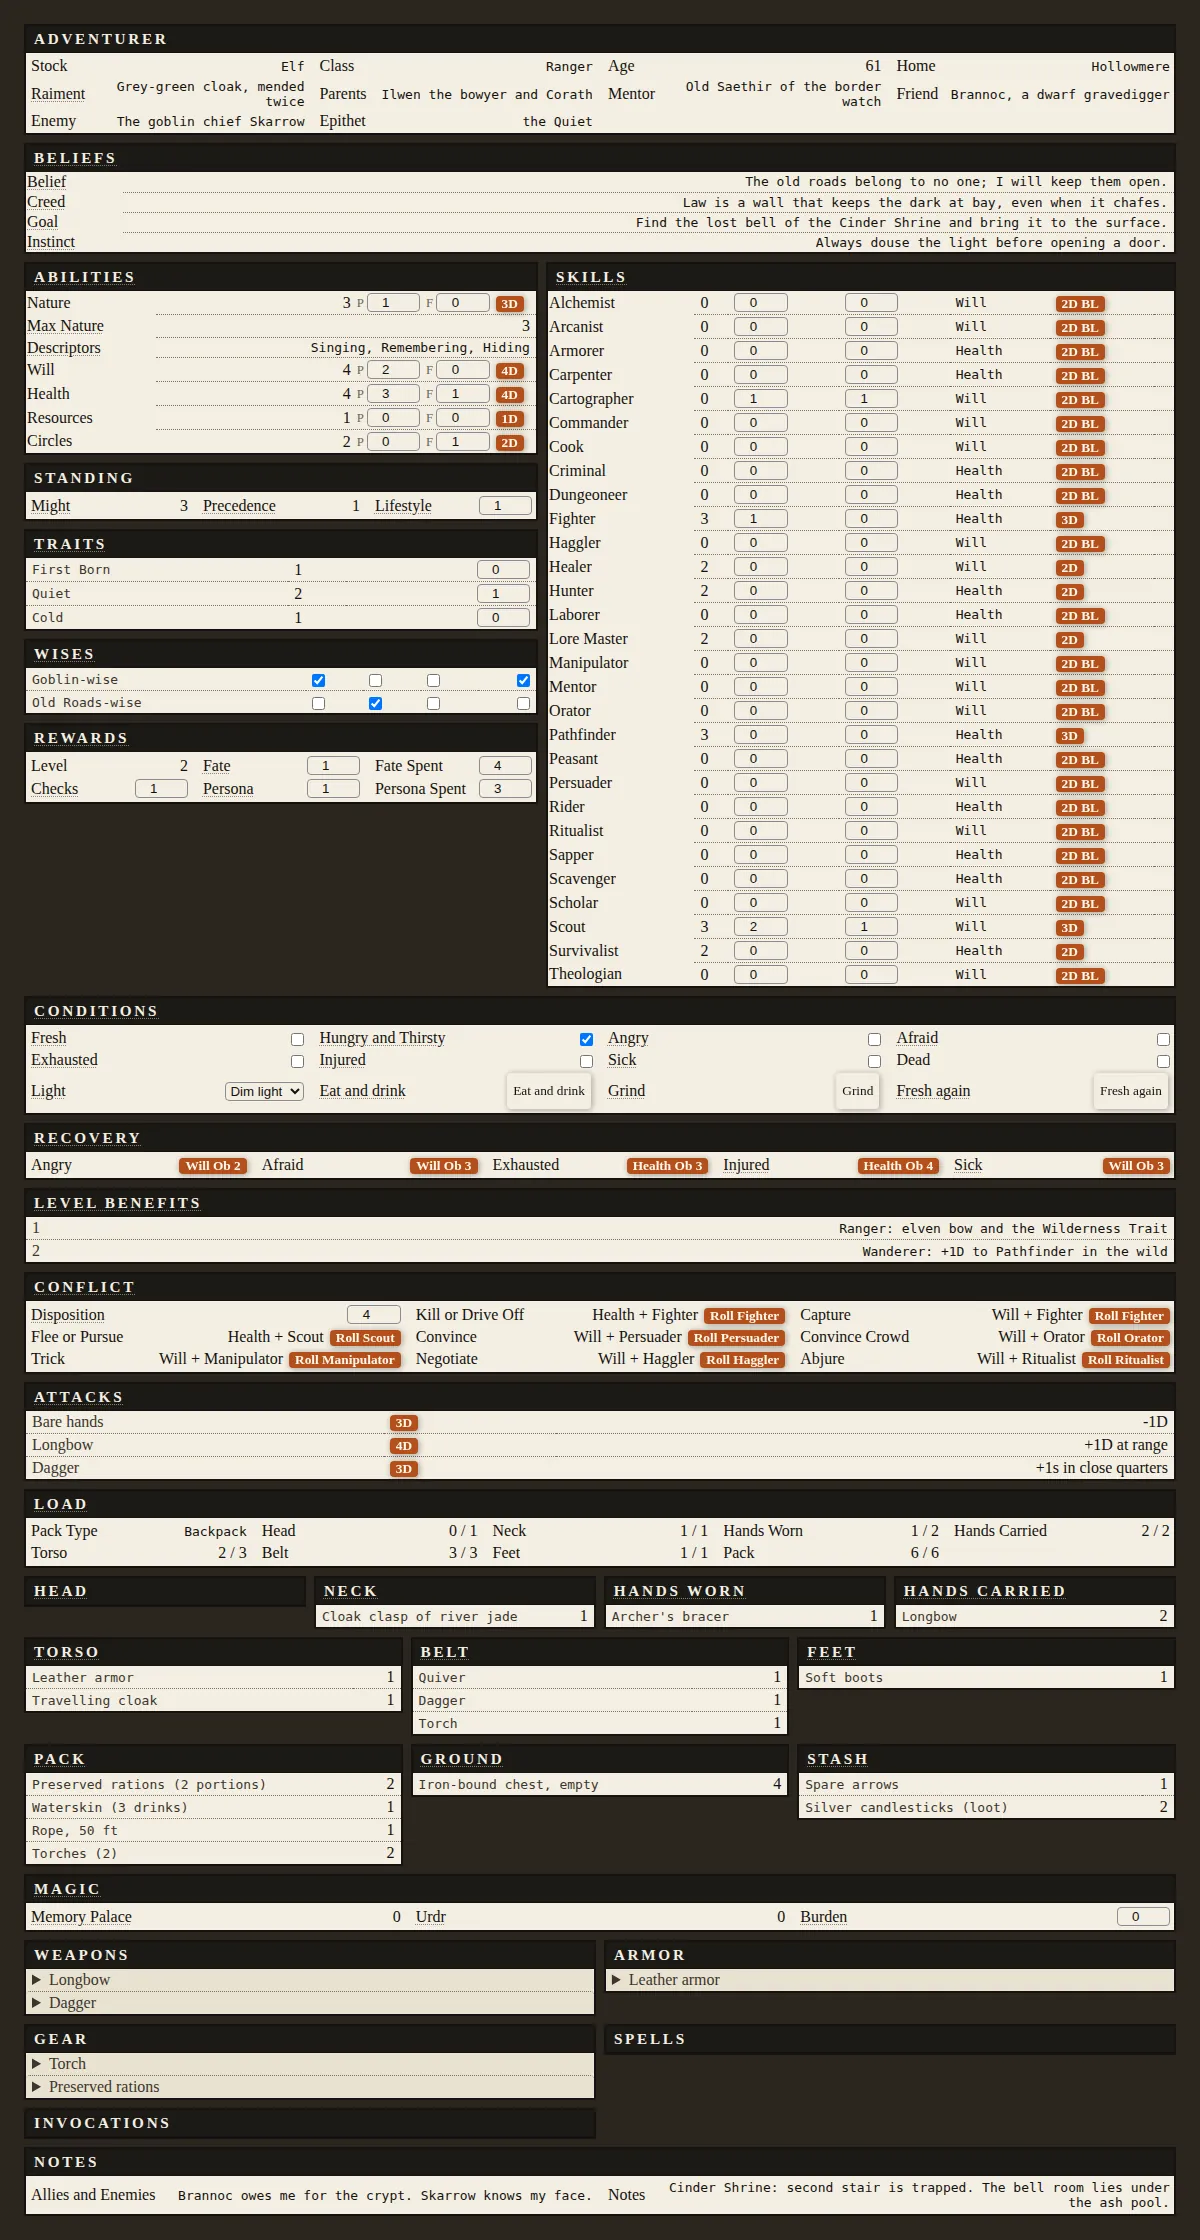 ADVENTURER
Stock Elf Class Ranger Age 61 Home Hollowmere
Raiment Grey-green cloak, mended twice Parents Ilwen the bowyer and Corath Mentor Old Saethir of the border watch Friend Brannoc, a dwarf gravedigger
Enemy The goblin chief Skarrow Epithet the Quiet
BELIEFS
Belief The old roads belong to no one; I will keep them open.
Creed Law is a wall that keeps the dark at bay, even when it chafes.
Goal Find the lost bell of the Cinder Shrine and bring it to the surface.
Instinct Always douse the light before opening a door.
ABILITIES
Nature 3 P 1 F 0 3D
Max Nature 3
Descriptors Singing, Remembering, Hiding
Will 4 P 2 F 0 4D
Health 4 P 3 F 1 4D
Resources 1 P 0 F 0 1D
Circles 2 P 0 F 1 2D
STANDING
Might 3 Precedence 1 Lifestyle 1
TRAITS
First Born 1 0
Quiet 2 1
Cold 1 0
WISES
Goblin-wise
Old Roads-wise
REWARDS
Level 2 Fate 1 Fate Spent 4
Checks 1 Persona 1 Persona Spent 3
SKILLS
Alchemist 0 0 0 Will 2D BL
Arcanist 0 0 0 Will 2D BL
Armorer 0 0 0 Health 2D BL
Carpenter 0 0 0 Health 2D BL
Cartographer 0 1 1 Will 2D BL
Commander 0 0 0 Will 2D BL
Cook 0 0 0 Will 2D BL
Criminal 0 0 0 Health 2D BL
Dungeoneer 0 0 0 Health 2D BL
Fighter 3 1 0 Health 3D
Haggler 0 0 0 Will 2D BL
Healer 2 0 0 Will 2D
Hunter 2 0 0 Health 2D
Laborer 0 0 0 Health 2D BL
Lore Master 2 0 0 Will 2D
Manipulator 0 0 0 Will 2D BL
Mentor 0 0 0 Will 2D BL
Orator 0 0 0 Will 2D BL
Pathfinder 3 0 0 Health 3D
Peasant 0 0 0 Health 2D BL
Persuader 0 0 0 Will 2D BL
Rider 0 0 0 Health 2D BL
Ritualist 0 0 0 Will 2D BL
Sapper 0 0 0 Health 2D BL
Scavenger 0 0 0 Health 2D BL
Scholar 0 0 0 Will 2D BL
Scout 3 2 1 Will 3D
Survivalist 2 0 0 Health 2D
Theologian 0 0 0 Will 2D BL
CONDITIONS
Fresh Hungry and Thirsty Angry Afraid
Exhausted Injured Sick Dead
Light Dim light Eat and drink Eat and drink Grind Grind Fresh again Fresh again
RECOVERY
Angry Will Ob 2 Afraid Will Ob 3 Exhausted Health Ob 3 Injured Health Ob 4 Sick Will Ob 3
LEVEL BENEFITS
1 Ranger: elven bow and the Wilderness Trait
2 Wanderer: +1D to Pathfinder in the wild
CONFLICT
Disposition 4 Kill or Drive Off Health + Fighter Roll Fighter Capture Will + Fighter Roll Fighter
Flee or Pursue Health + Scout Roll Scout Convince Will + Persuader Roll Persuader Convince Crowd Will + Orator Roll Orator
Trick Will + Manipulator Roll Manipulator Negotiate Will + Haggler Roll Haggler Abjure Will + Ritualist Roll Ritualist
ATTACKS
Bare hands 3D -1D
Longbow 4D +1D at range
Dagger 3D +1s in close quarters
LOAD
Pack Type Backpack Head 0 / 1 Neck 1 / 1 Hands Worn 1 / 2 Hands Carried 2 / 2
Torso 2 / 3 Belt 3 / 3 Feet 1 / 1 Pack 6 / 6
HEAD
NECK
Cloak clasp of river jade 1
HANDS WORN
Archer's bracer 1
HANDS CARRIED
Longbow 2
TORSO
Leather armor 1
Travelling cloak 1
BELT
Quiver 1
Dagger 1
Torch 1
FEET
Soft boots 1
PACK
Preserved rations (2 portions) 2
Waterskin (3 drinks) 1
Rope, 50 ft 1
Torches (2) 2
GROUND
Iron-bound chest, empty 4
STASH
Spare arrows 1
Silver candlesticks (loot) 2
MAGIC
Memory Palace 0 Urdr 0 Burden 0
WEAPONS
Longbow
Dagger
ARMOR
Leather armor
GEAR
Torch
Preserved rations
SPELLS
INVOCATIONS
NOTES
Allies and Enemies Brannoc owes me for the crypt. Skarrow knows my face. Notes Cinder Shrine: second stair is trapped. The bell room lies under the ash pool.